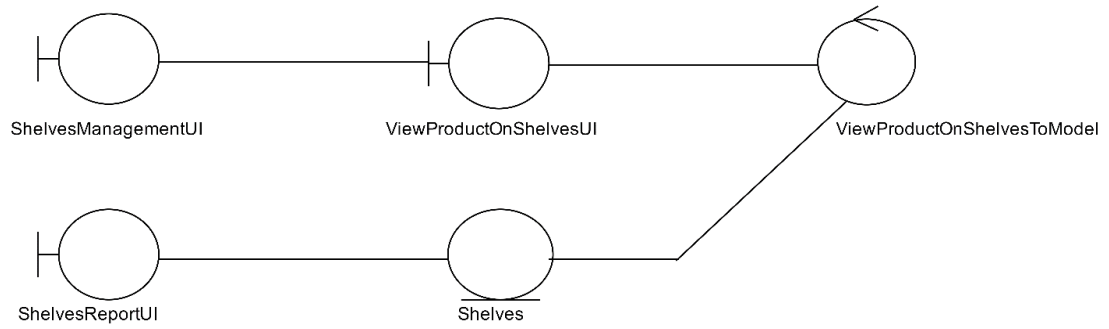 ShelvesManagementUI
ViewProductOnShelvesUI
ViewProductOnShelvesToModel
ShelvesReportUI
Shelves